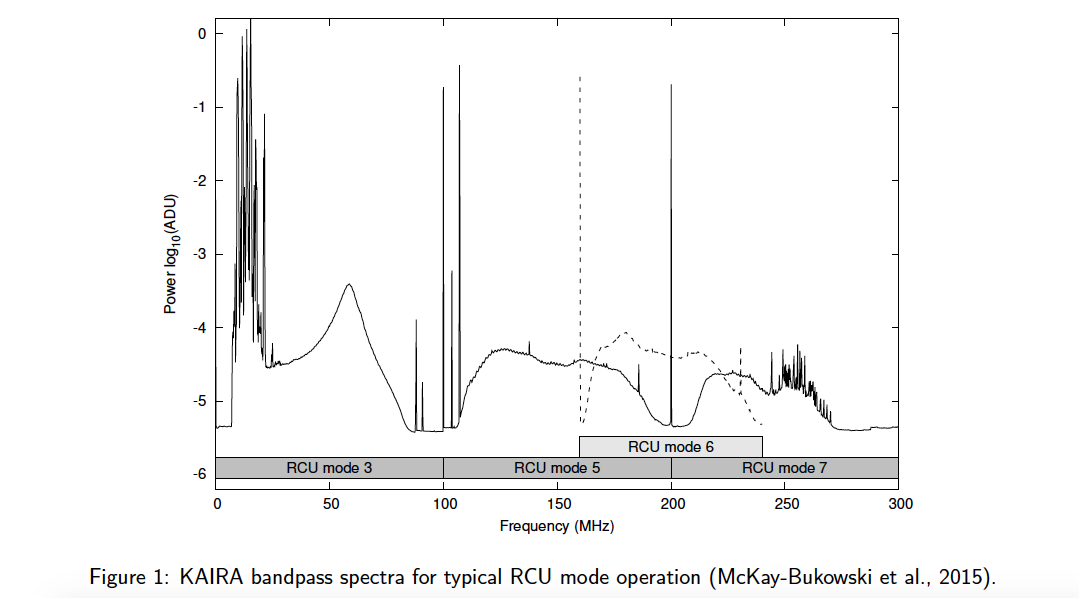 0
-1
-2
-3
-4
-5
-6
Power log10(ADU)
RCU mode 6
RCU mode 3 RCU mode 5 RCU mode 7
0 50 100 150 200 250 300
Frequency (MHz)
Figure 1: KAIRA bandpass spectra for typical RCU mode operation (McKay-Bukowski et al., 2015).